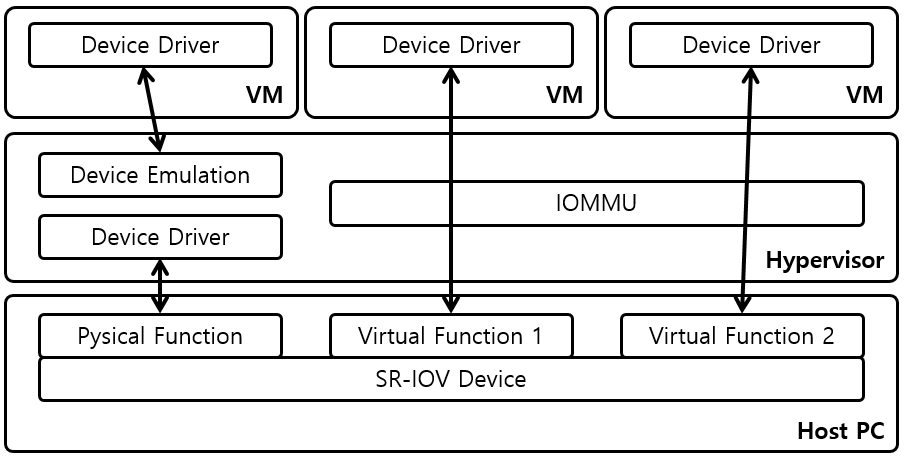 Device Driver
VM
Device Driver
VM
Device Driver
VM
Device Emulation
Device Driver
IOMMU
Hypervisor
Pysical Function
Virtual Function 1
Virtual Function 2
SR-IOV Device
Host PC